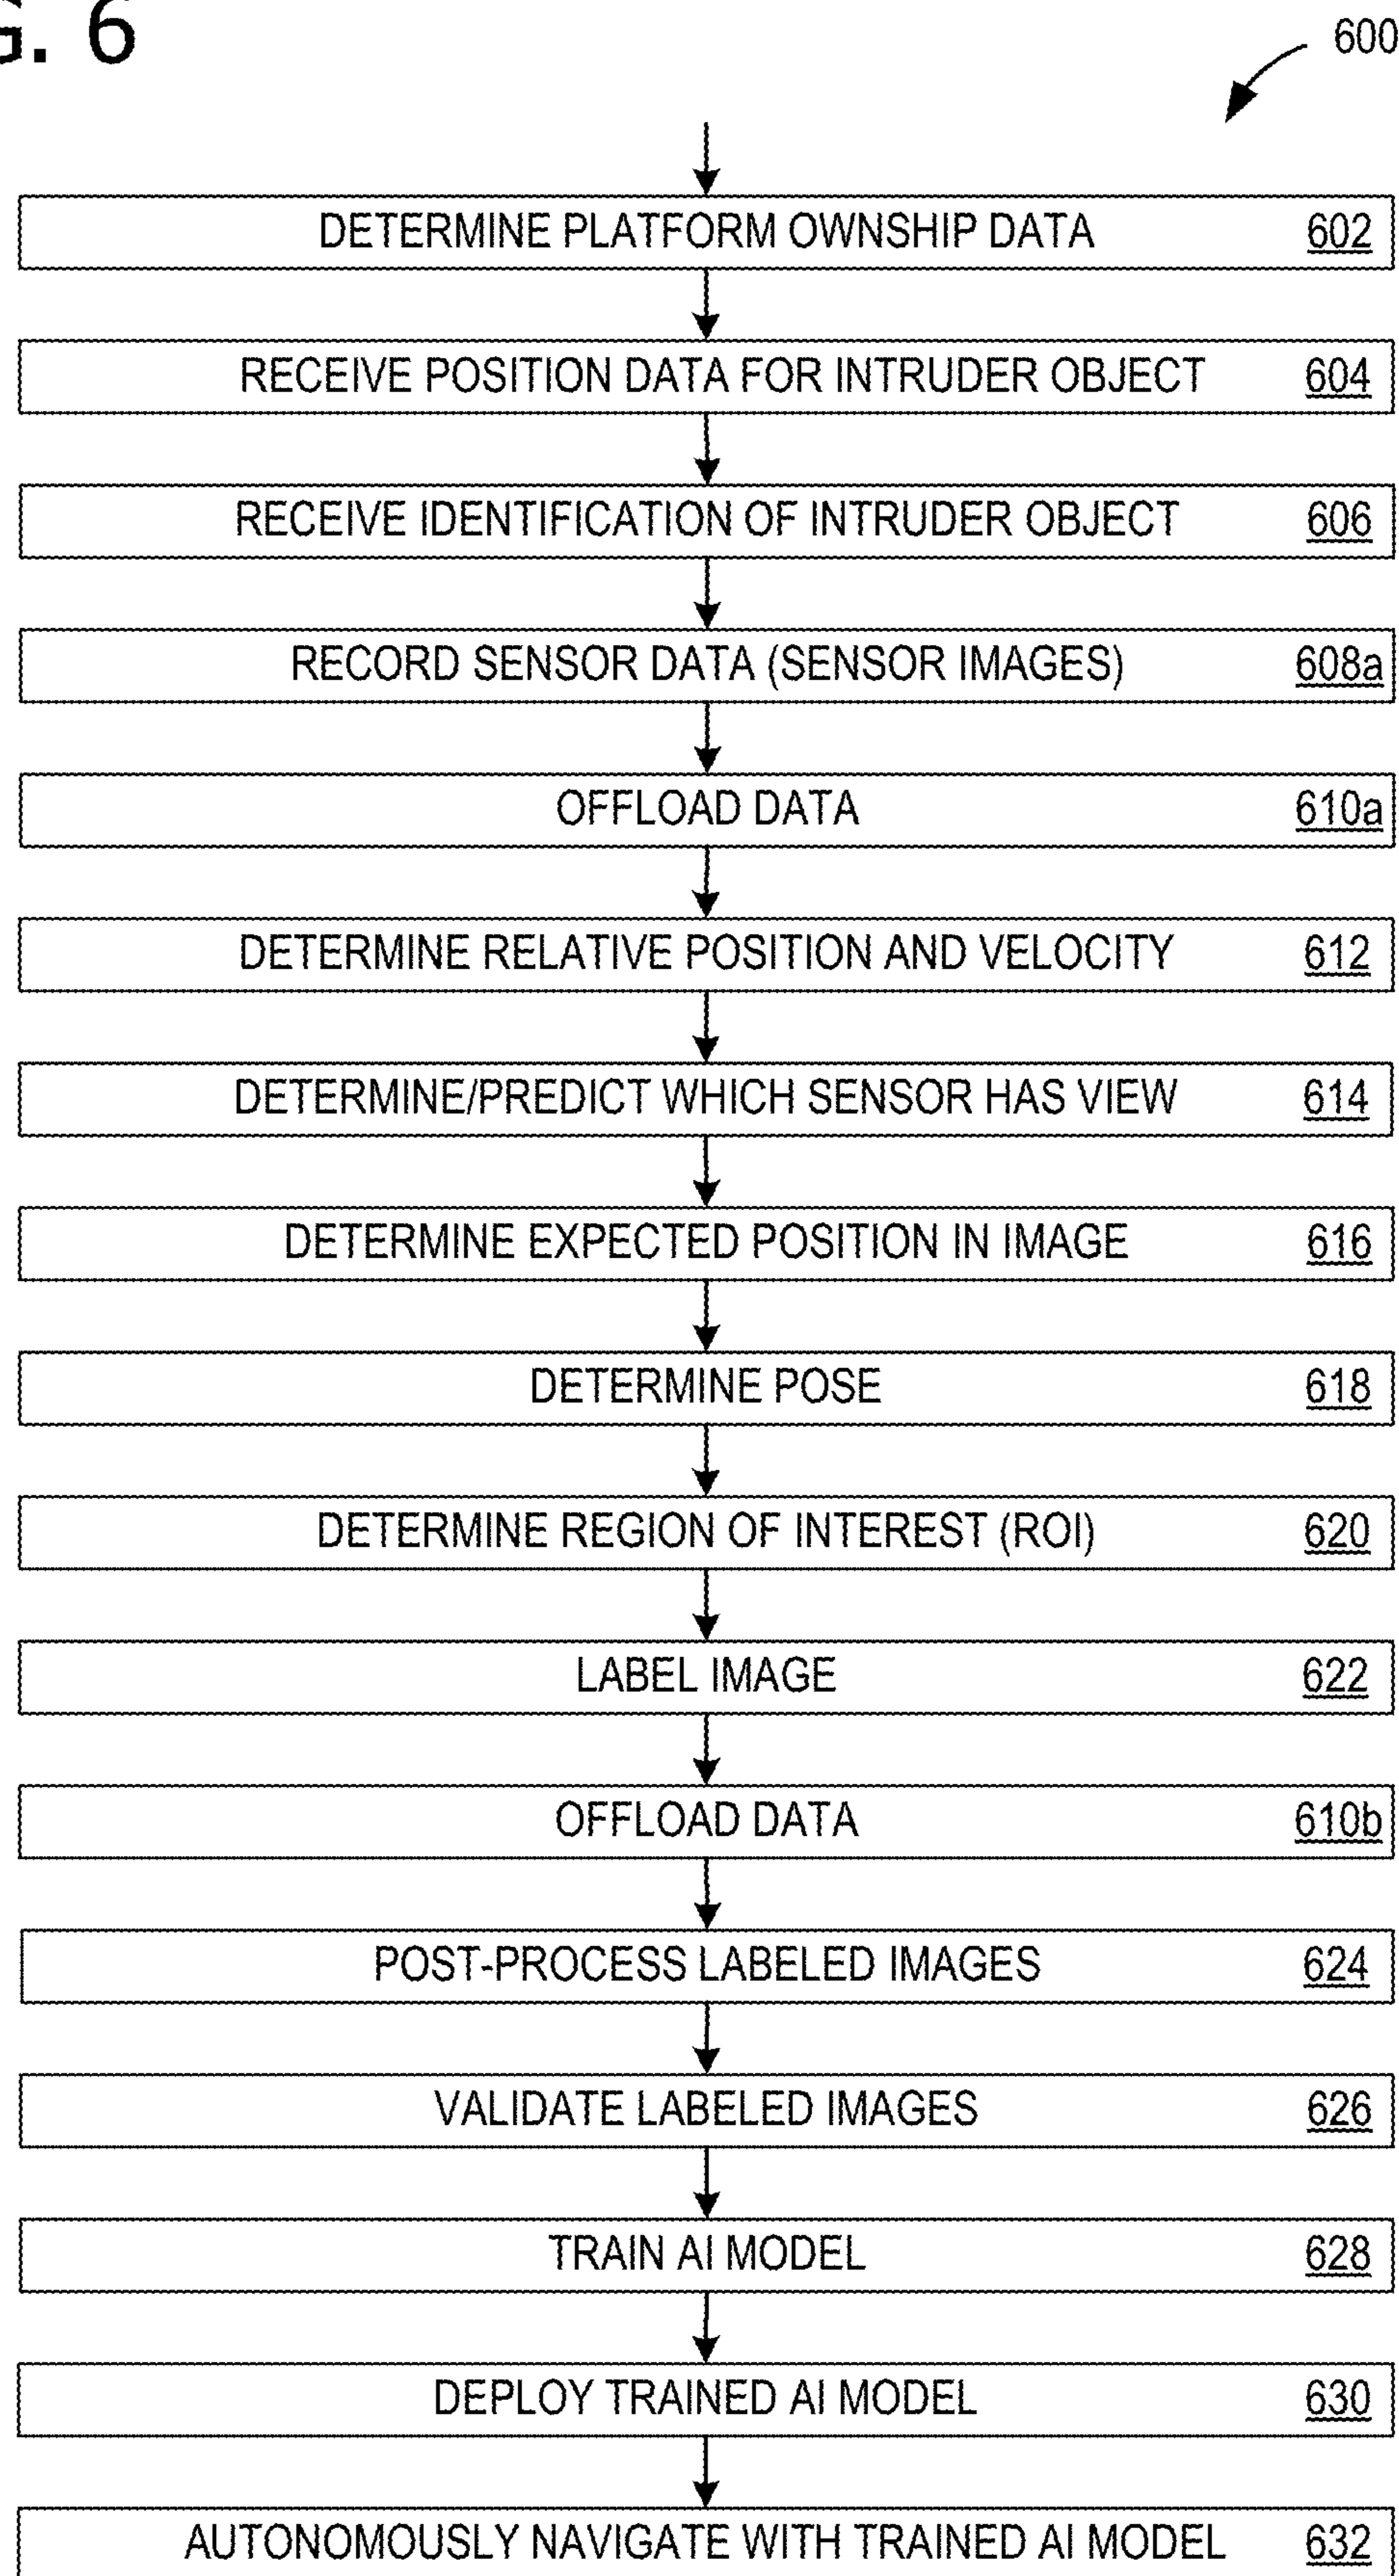 G. 6
600
DETERMINE PLATFORM OWNSHIP DATA 602
RECEIVE POSITION DATA FOR INTRUDER OBJECT 604
RECEIVE IDENTIFICATION OF INTRUDER OBJECT 606
RECORD SENSOR DATA (SENSOR IMAGES) 608a
OFFLOAD DATA 610a
DETERMINE RELATIVE POSITION AND VELOCITY 612
DETERMINE/PREDICT WHICH SENSOR HAS VIEW 614
DETERMINE EXPECTED POSITION IN IMAGE 616
DETERMINE POSE 618
DETERMINE REGION OF INTEREST (ROI) 620
LABEL IMAGE 622
OFFLOAD DATA 610b
POST-PROCESS LABELED IMAGES 624
VALIDATE LABELED IMAGES 626
TRAIN AI MODEL 628
DEPLOY TRAINED AI MODEL 630
AUTONOMOUSLY NAVIGATE WITH TRAINED AI MODEL 632